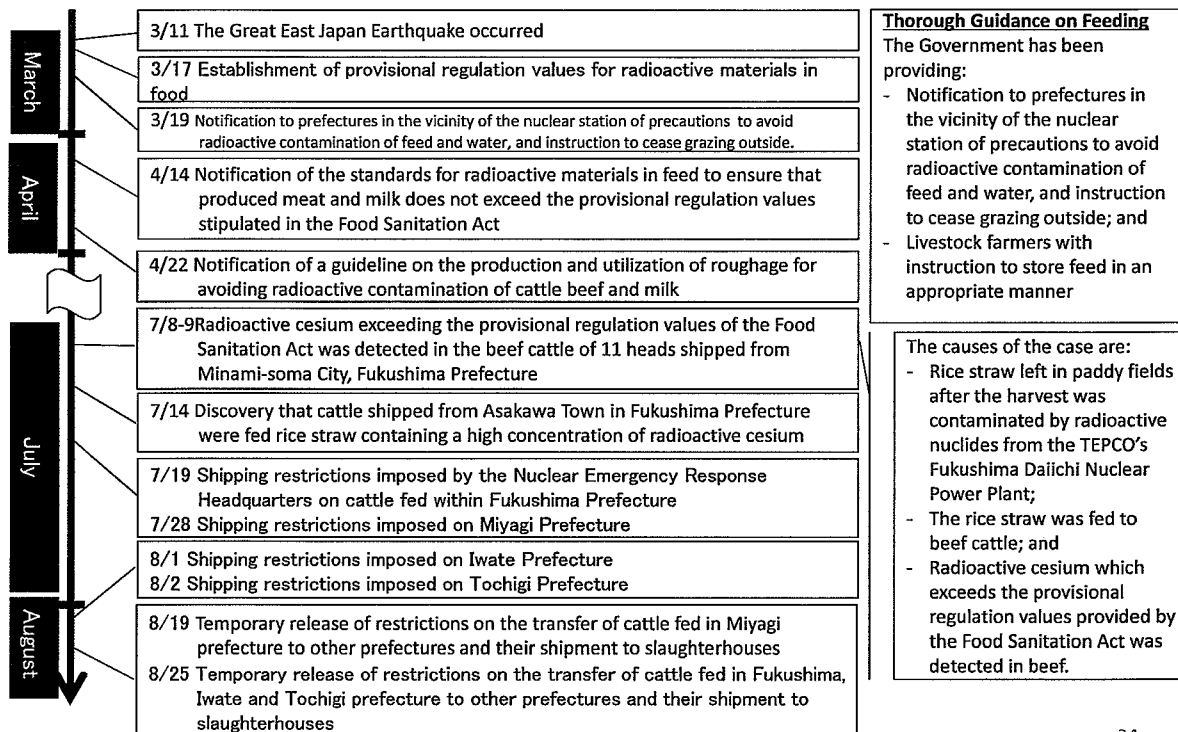 March
3/11 The Great East Japan Earthquake occurred
3/17 Establishment of provisional regulation values for radioactive materials in
food
3/19 Notification to prefectures in the vicinity of the nuclear station of precautions to avoid
radioactive contamination of feed and water, and instruction to cease grazing outside.
April
4/14 Notification of the standards for radioactive materials in feed to ensure that
produced meat and milk does not exceed the provisional regulation values
stipulated in the Food Sanitation Act
4/22 Notification of a guideline on the production and utilization of roughage for
avoiding radioactive contamination of cattle beef and milk
July
7/8-9Radioactive cesium exceeding the provisional regulation values of the Food
Sanitation Act was detected in the beef cattle of 11 heads shipped from
Minami-soma City, Fukushima Prefecture
7/14 Discovery that cattle shipped from Asakawa Town in Fukushima Prefecture
were fed rice straw containing a high concentration of radioactive cesium
7/19 Shipping restrictions imposed by the Nuclear Emergency Response
Headquarters on cattle fed within Fukushima Prefecture
7/28 Shipping restrictions imposed on Miyagi Prefecture
August
8/1 Shipping restrictions imposed on Iwate Prefecture
8/2 Shipping restrictions imposed on Tochigi Prefecture
8/19 Temporary release of restrictions on the transfer of cattle fed in Miyagi
prefecture to other prefectures and their shipment to slaughterhouses
8/25 Temporary release of restrictions on the transfer of cattle fed in Fukushima,
Iwate and Tochigi prefecture to other prefectures and their shipment to
slaughterhouses
Thorough Guidance on Feeding
The Government has been
providing:
- Notification to prefectures in
the vicinity of the nuclear
station of precautions to avoid
radioactive contamination of
feed and water, and instruction
to cease grazing outside; and
- Livestock farmers with
instruction to store feed in an
appropriate manner
The causes of the case are:
- Rice straw left in paddy fields
after the harvest was
contaminated by radioactive
nuclides from the TEPCO's
Fukushima Daiichi Nuclear
Power Plant;
- The rice straw was fed to
beef cattle; and
- Radioactive cesium which
exceeds the provisional
regulation values provided by
the Food Sanitation Act was
detected in beef.